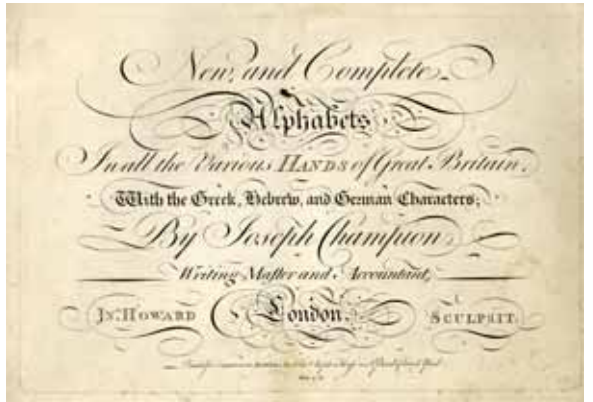 New, and Complete
Alphabets
In all the Various HANDS of Great Britain,
With the Greek, Hebrew, and German Characters;
By Joseph Champion
Writing Master and Accountant,
Jn.º HOWARD London. SCULPSIT.